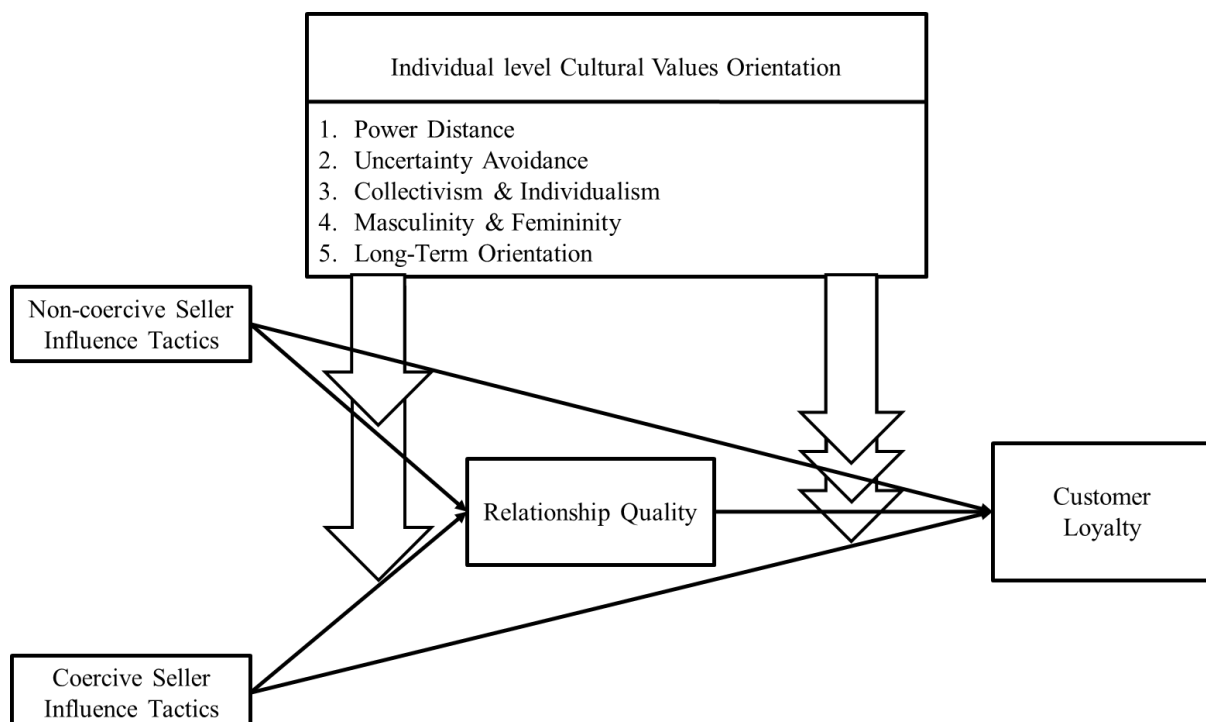 Individual level Cultural Values Orientation
1. Power Distance
2. Uncertainty Avoidance
3. Collectivism & Individualism
4. Masculinity & Femininity
5. Long-Term Orientation
Non-coercive Seller
Influence Tactics
Relationship Quality
Customer
Loyalty
Coercive Seller
Influence Tactics